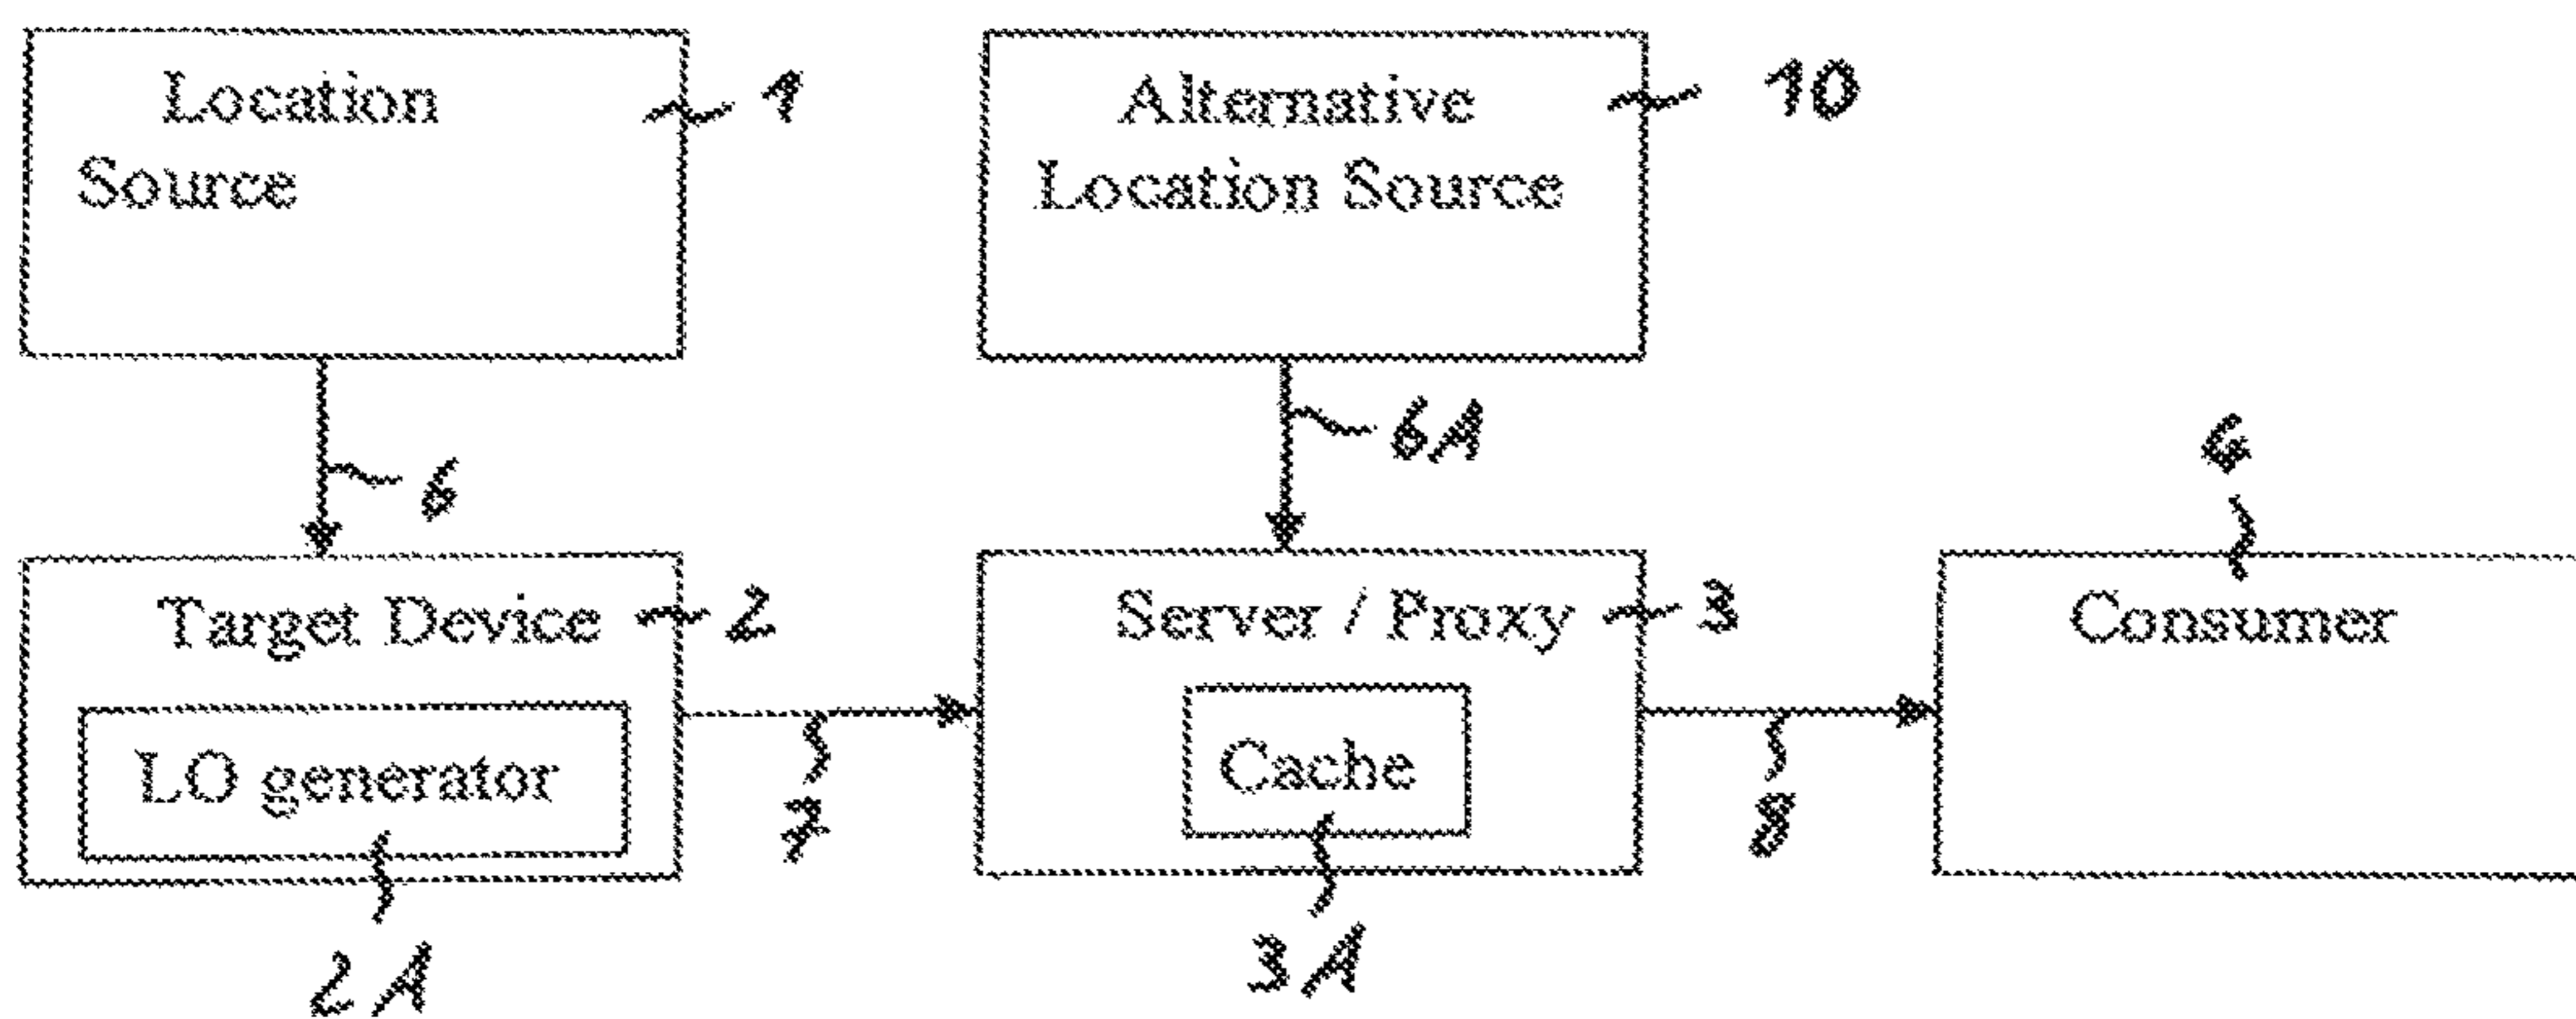 Location
Source
1
Alternative
Location Source
10
6
6A
4
Target Device
2
LO generator
2A
7
Server / Proxy
3
Cache
3A
8
Consumer